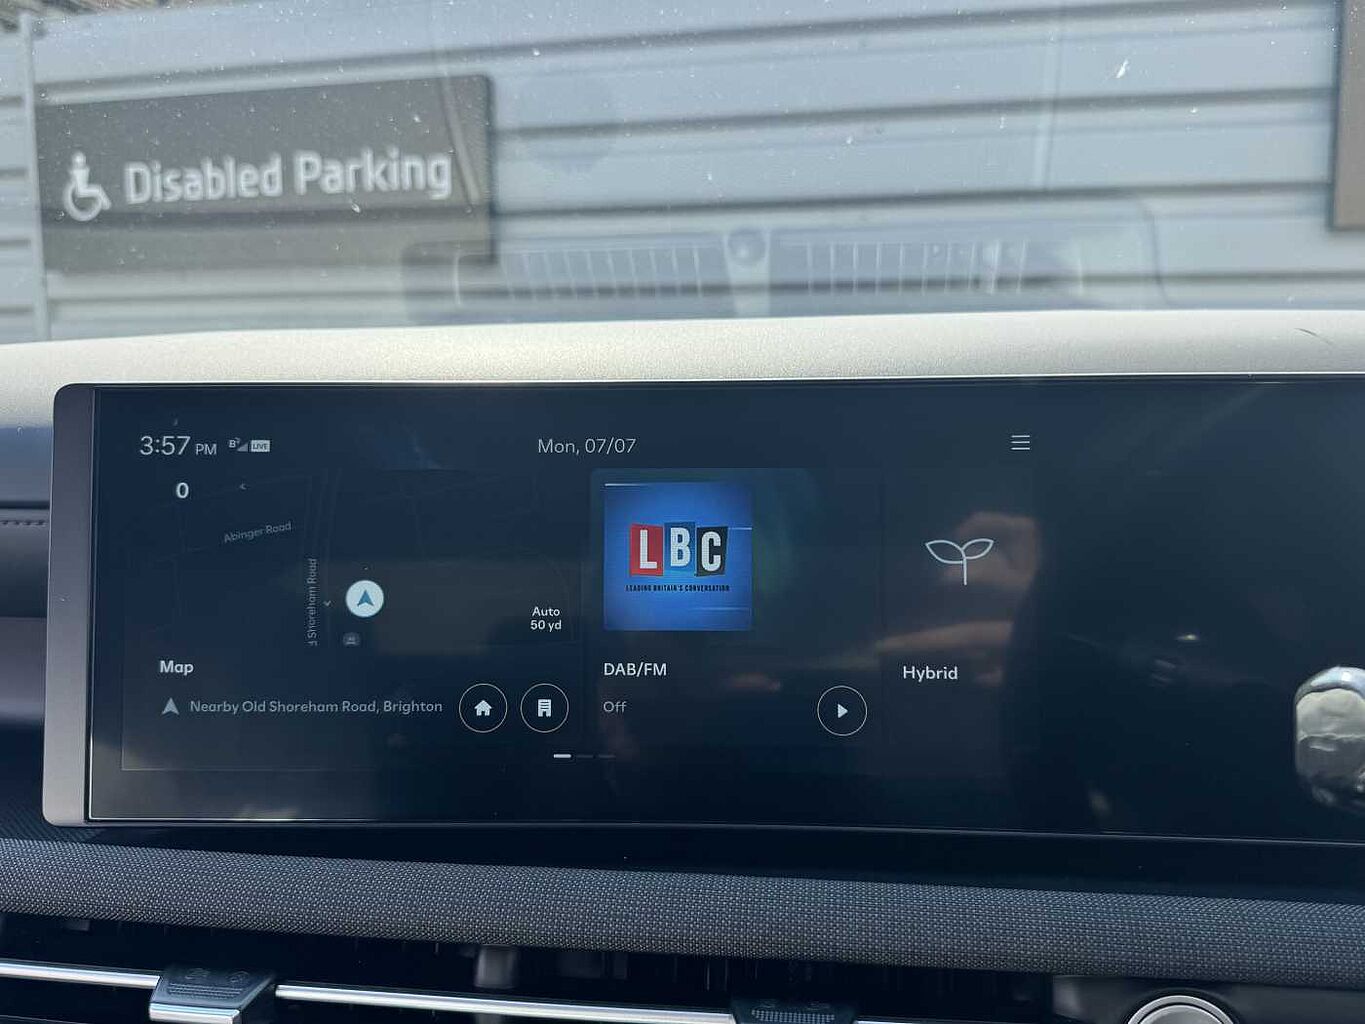 Disabled Parking
3:57 PM
LIVE
Mon, 07/07
0
Abinger Road
d Shoreham Road
Auto
50 yd
Map
Nearby Old Shoreham Road, Brighton
LBC
LEADING BRITAIN'S CONVERSATION
DAB/FM
Off
Hybrid